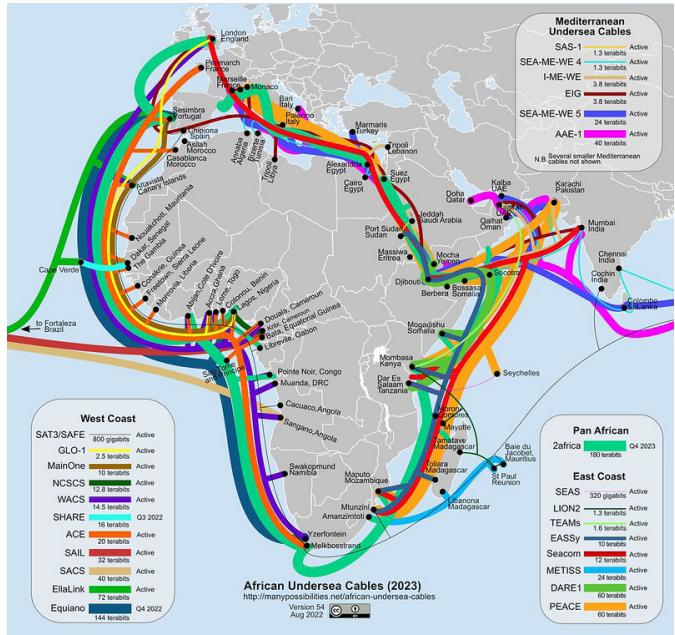 Mediterranean
Undersea Cables
SAS-1 Active
1.3 terabits
SEA-ME-WE 4 Active
1.3 terabits
I-ME-WE Active
3.8 terabits
EIG Active
3.8 terabits
SEA-ME-WE 5 Active
24 terabits
AAE-1 Active
40 terabits
N.B Several smaller Mediterranean
cables not shown.
London
England
Penmarch
France
Marseille
France
Monaco
Bari
Italy
Palermo
Italy
Sesimbra
Portugal
Chipiona
Spain
Asilah
Morocco
Casablanca
Morocco
Annaba
Algeria
Bizerte
Tunisia
Tripoli
Libya
Marmaris
Turkey
Tripoli
Lebanon
Alexandria
Egypt
Cairo
Egypt
Suez
Egypt
Altavista
Canary Islands
Nouakchott, Mauritania
Dakar, Senegal
The Gambia
Cape Verde
Conakry, Guinea
Freetown, Sierra Leone
Monrovia, Liberia
Abijan, Cote D'Ivoire
Accra, Ghana
Lome, Togo
Cotonou, Benin
Lagos, Nigeria
Douala, Cameroon
Kribi, Cameroon
Bata, Equatorial Guinea
Libreville, Gabon
Sao Tome
and Principe
Pointe Noir, Congo
Muanda, DRC
Cacuaco, Angola
Sangano, Angola
Swakopmund
Namibia
Yzerfontein
Melkbosstrand
to Fortaleza
Brazil
Doha
Qatar
Kalba
UAE
UAE
Qalhat
Oman
Karachi
Pakistan
Mumbai
India
Chennai
India
Cochin
India
Colombo
Sri Lanka
Jeddah
Saudi Arabia
Port Sudan
Sudan
Massiwa
Eritrea
Mocha
Yemen
Djibouti
Berbera
Bossasa
Somalia
Socotra
Mogadishu
Somalia
Mombasa
Kenya
Dar Es
Salaam
Tanzania
Seychelles
Moroni
Comores
Mayotte
Tamatave
Madagascar
Toliara
Madagascar
Libanona
Madagascar
Baie du
Jacobet,
Mauritius
St Paul
Reunion
Maputo
Mozambique
Mtunzini
Amanzimtoti
West Coast
SAT3/SAFE Active
800 gigabits
GLO-1 Active
2.5 terabits
MainOne Active
10 terabits
NCSCS Active
12.8 terabits
WACS Active
14.5 terabits
SHARE Q3 2022
16 terabits
ACE Active
20 terabits
SAIL Active
32 terabits
SACS Active
40 terabits
EllaLink Active
72 terabits
Equiano Q4 2022
144 terabits
Pan African
2africa Q4 2023
180 terabits
East Coast
SEAS Active
320 gigabits
LION2 Active
1.3 terabits
TEAMs Active
1.6 terabits
EASSy Active
10 terabits
Seacom Active
12 terabits
METISS Active
24 terabits
DARE1 Active
60 terabits
PEACE Active
60 terabits
African Undersea Cables (2023)
http://manypossibilities.net/african-undersea-cables
Version 54
Aug 2022
cc
BY